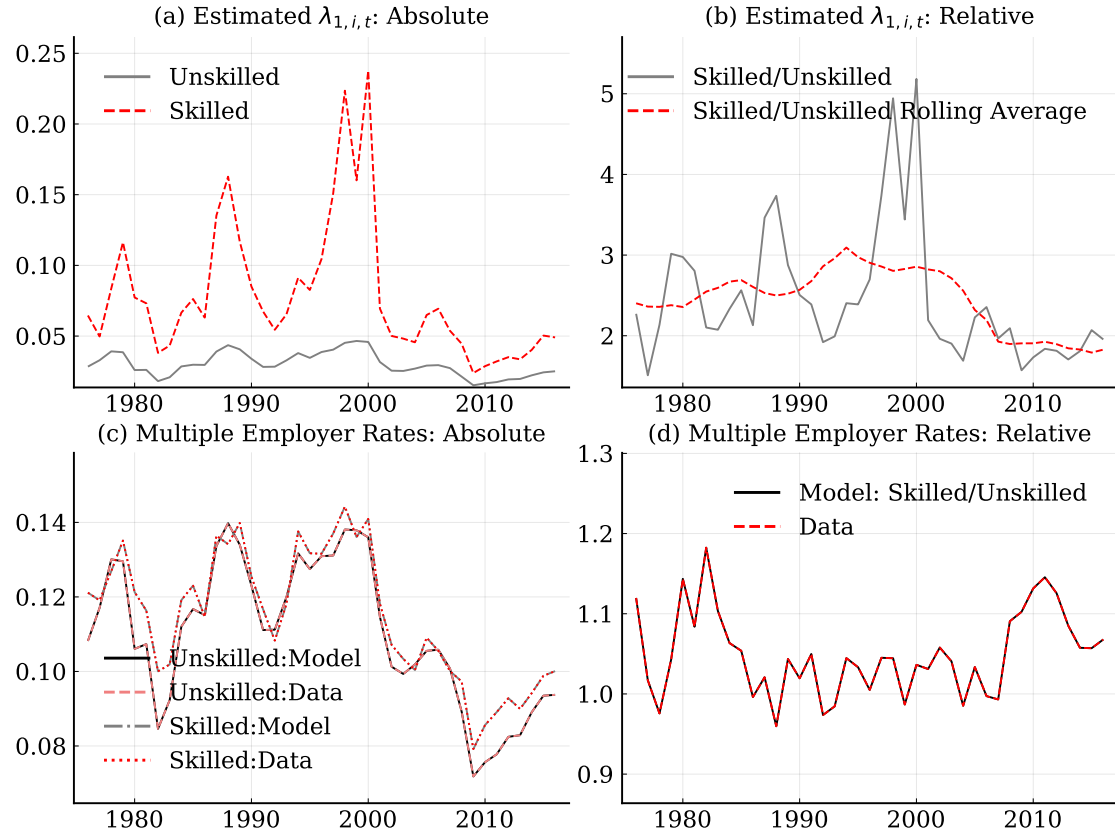 (a) Estimated λ1,i,t: Absolute
0.25
0.20
0.15
0.10
0.05
Unskilled
Skilled
1980 1990 2000 2010
(b) Estimated λ1,i,t: Relative
5
4
3
2
Skilled/Unskilled
Skilled/Unskilled Rolling Average
1980 1990 2000 2010
(c) Multiple Employer Rates: Absolute
0.14
0.12
0.10
0.08
Unskilled:Model
Unskilled:Data
Skilled:Model
Skilled:Data
1980 1990 2000 2010
(d) Multiple Employer Rates: Relative
1.3
1.2
1.1
1.0
0.9
Model: Skilled/Unskilled
Data
1980 1990 2000 2010